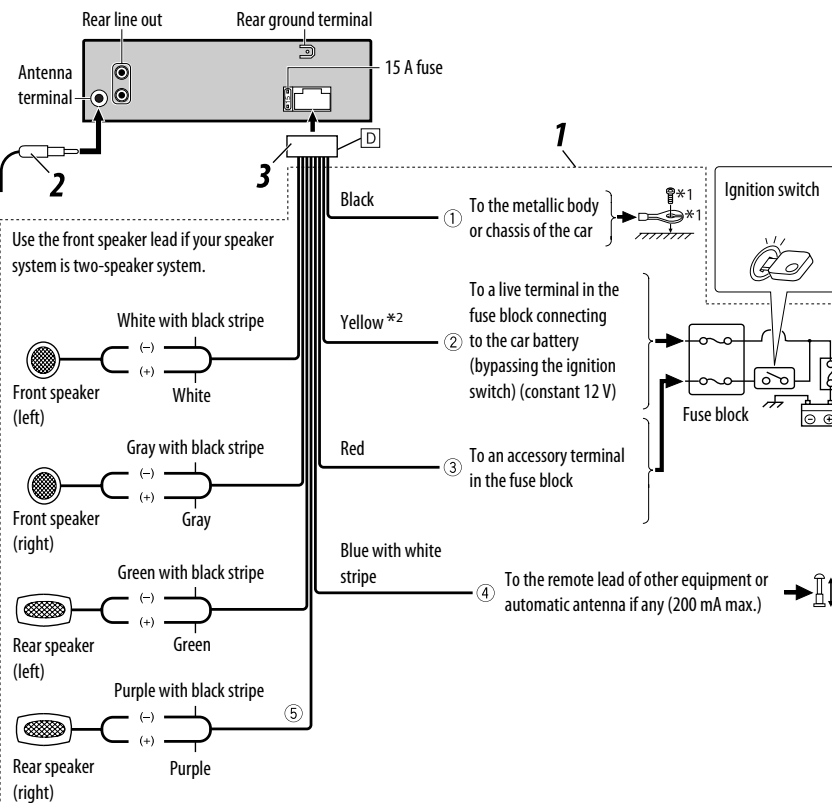 Rear line out
Rear ground terminal
Antenna
terminal
15 A fuse
15
2
3
D
1
Black
①
To the metallic body
or chassis of the car
*1
*1
Ignition switch
Use the front speaker lead if your speaker
system is two-speaker system.
Yellow *2
②
To a live terminal in the
fuse block connecting
to the car battery
(bypassing the ignition
switch) (constant 12 V)
Fuse block
White with black stripe
(–)
(+)
White
Front speaker
(left)
Red
③
To an accessory terminal
in the fuse block
Gray with black stripe
(–)
(+)
Gray
Front speaker
(right)
Blue with white
stripe
④
To the remote lead of other equipment or
automatic antenna if any (200 mA max.)
Green with black stripe
(–)
(+)
Green
Rear speaker
(left)
Purple with black stripe
⑤
(–)
(+)
Purple
Rear speaker
(right)